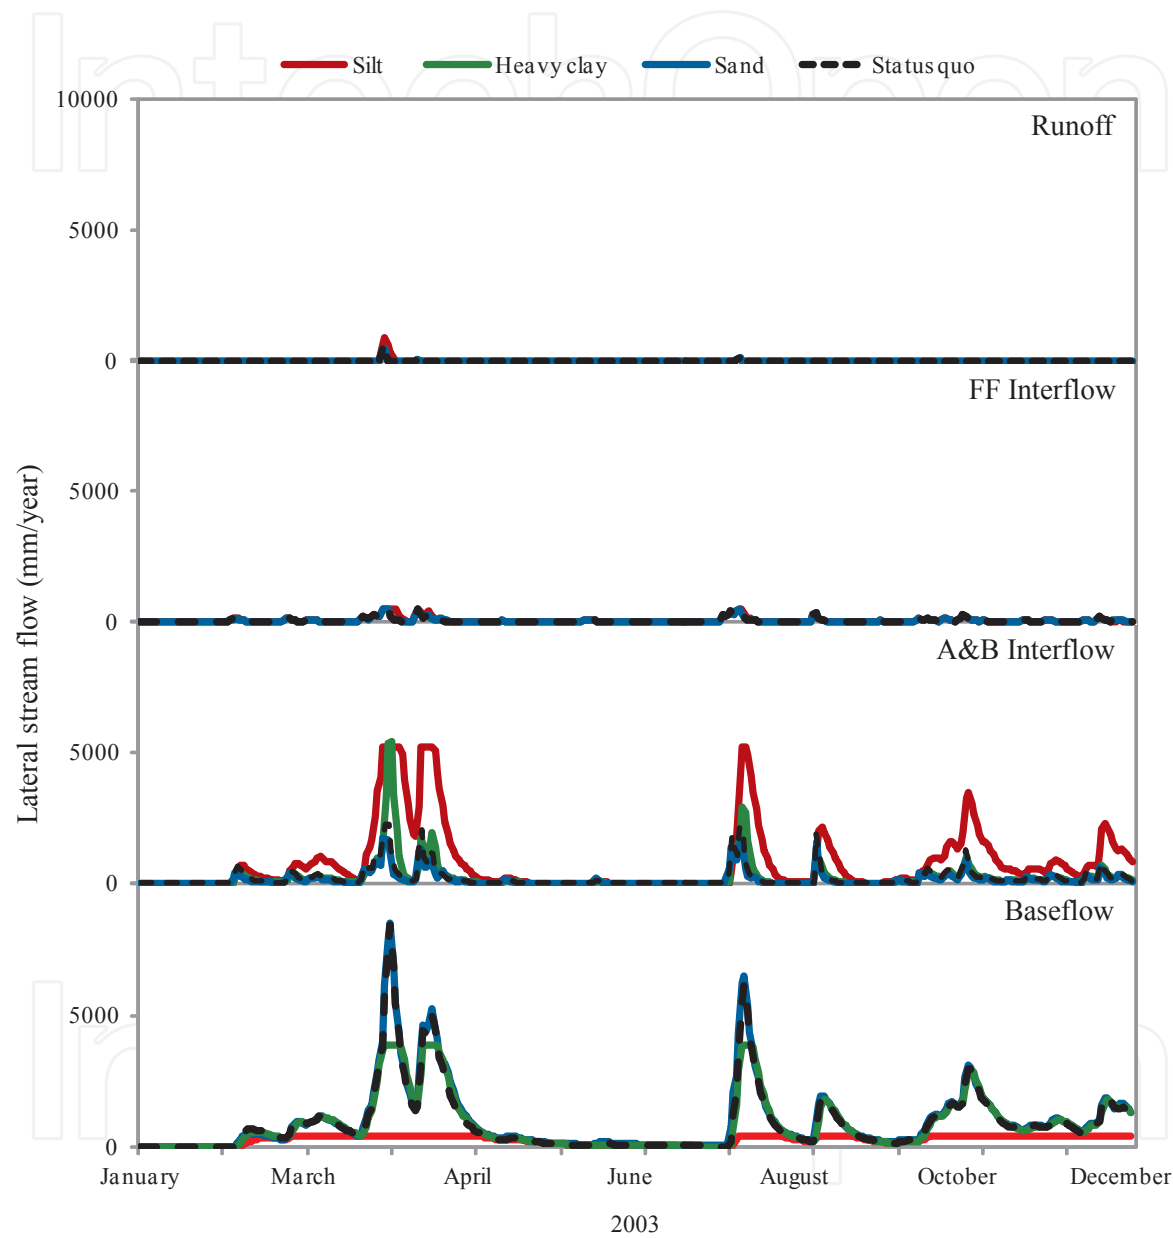 IntechOpen
Silt Heavy clay Sand Status quo
10000
Runoff
5000
0
FF Interflow
5000
0
A&B Interflow
5000
0
Baseflow
5000
0
Lateral stream flow (mm/year)
January March April June August October December
2003